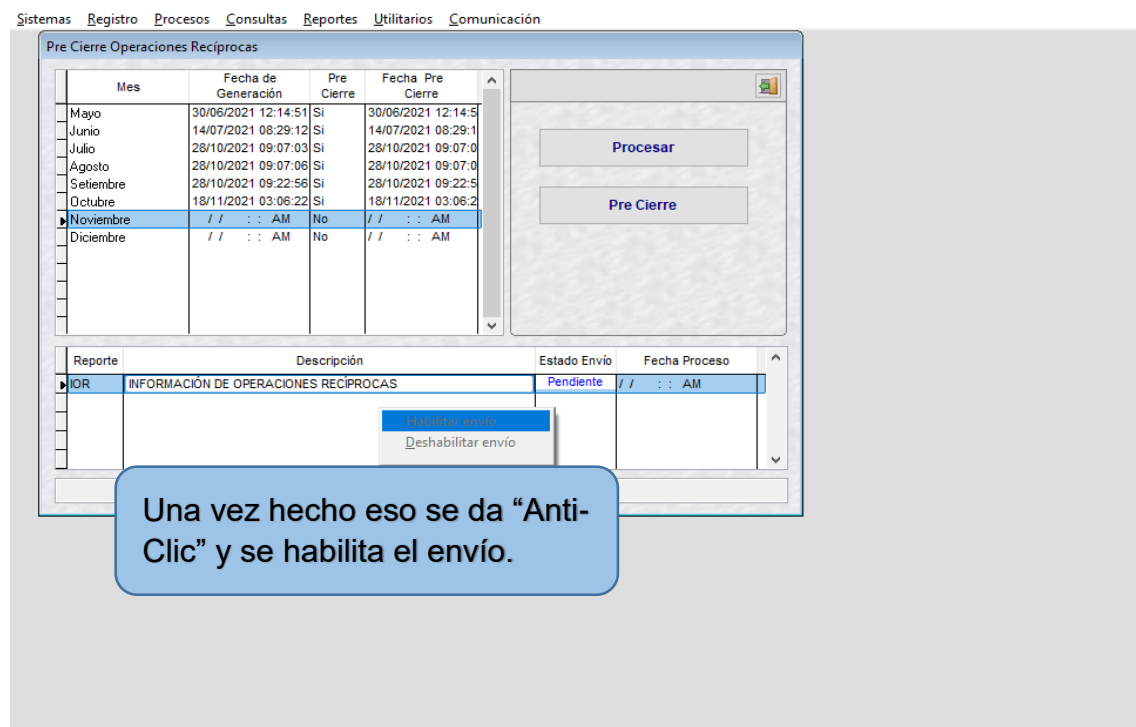 Sistemas Registro Procesos Consultas Reportes Utilitarios Comunicación
Pre Cierre Operaciones Recíprocas
Mes Fecha de Generación Pre Cierre Fecha Pre Cierre
Mayo 30/06/2021 12:14:51 Si 30/06/2021 12:14:5
Junio 14/07/2021 08:29:12 Si 14/07/2021 08:29:1
Julio 28/10/2021 09:07:03 Si 28/10/2021 09:07:0
Agosto 28/10/2021 09:07:06 Si 28/10/2021 09:07:0
Setiembre 28/10/2021 09:22:56 Si 28/10/2021 09:22:5
Octubre 18/11/2021 03:06:22 Si 18/11/2021 03:06:2
Noviembre / / : : AM No / / : : AM
Diciembre / / : : AM No / / : : AM
Procesar
Pre Cierre
Reporte Descripción Estado Envío Fecha Proceso
IOR INFORMACIÓN DE OPERACIONES RECÍPROCAS Pendiente / / : : AM
Habilitar envío
Deshabilitar envío
Una vez hecho eso se da “Anti-
Clic” y se habilita el envío.